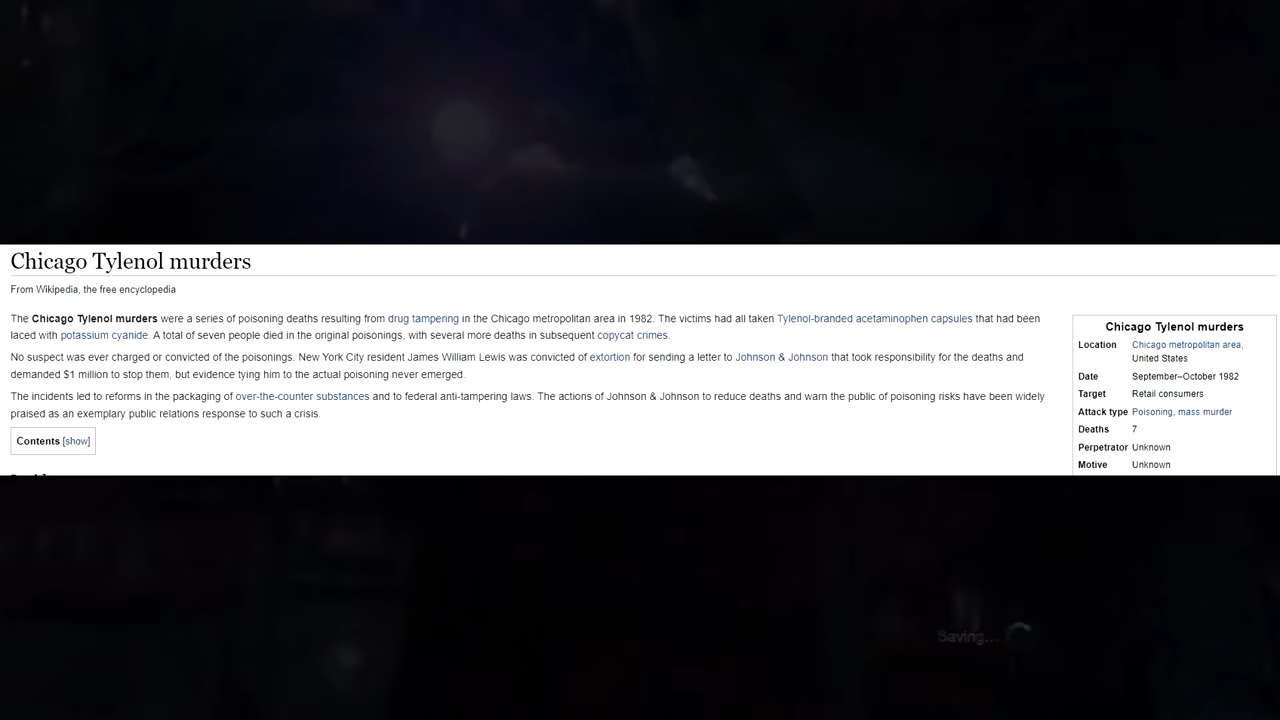 Chicago Tylenol murders
From Wikipedia, the free encyclopedia
The Chicago Tylenol murders were a series of poisoning deaths resulting from drug tampering in the Chicago metropolitan area in 1982. The victims had all taken Tylenol-branded acetaminophen capsules that had been
laced with potassium cyanide. A total of seven people died in the original poisonings, with several more deaths in subsequent copycat crimes.
No suspect was ever charged or convicted of the poisonings. New York City resident James William Lewis was convicted of extortion for sending a letter to Johnson & Johnson that took responsibility for the deaths and
demanded $1 million to stop them, but evidence tying him to the actual poisoning never emerged.
The incidents led to reforms in the packaging of over-the-counter substances and to federal anti-tampering laws. The actions of Johnson & Johnson to reduce deaths and warn the public of poisoning risks have been widely
praised as an exemplary public relations response to such a crisis.
Contents [show]
Chicago Tylenol murders
Location Chicago metropolitan area,
United States
Date September–October 1982
Target Retail consumers
Attack type Poisoning, mass murder
Deaths 7
Perpetrator Unknown
Motive Unknown
Saving...